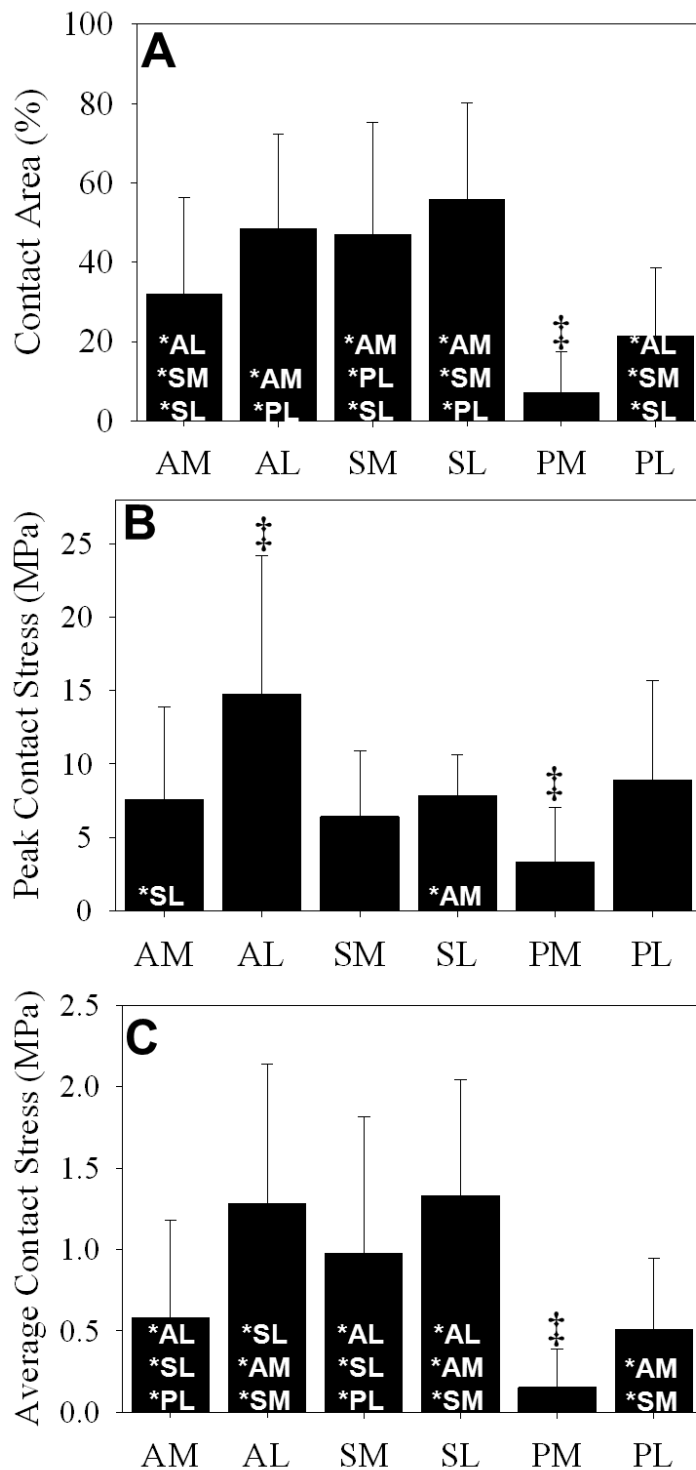 A
Contact Area (%)
100
80
60
40
20
0
*AL
*SM
*SL
*AM
*PL
*AM
*PL
*SL
*AM
*SM
*PL
‡
*AL
*SM
*SL
AM AL SM SL PM PL
B
Peak Contact Stress (MPa)
25
20
15
10
5
0
*SL
‡
*AM
‡
AM AL SM SL PM PL
C
Average Contact Stress (MPa)
2.5
2.0
1.5
1.0
0.5
0.0
*AL
*SL
*PL
*SL
*AM
*SM
*AL
*SL
*PL
*AL
*AM
*SM
‡
*AM
*SM
AM AL SM SL PM PL